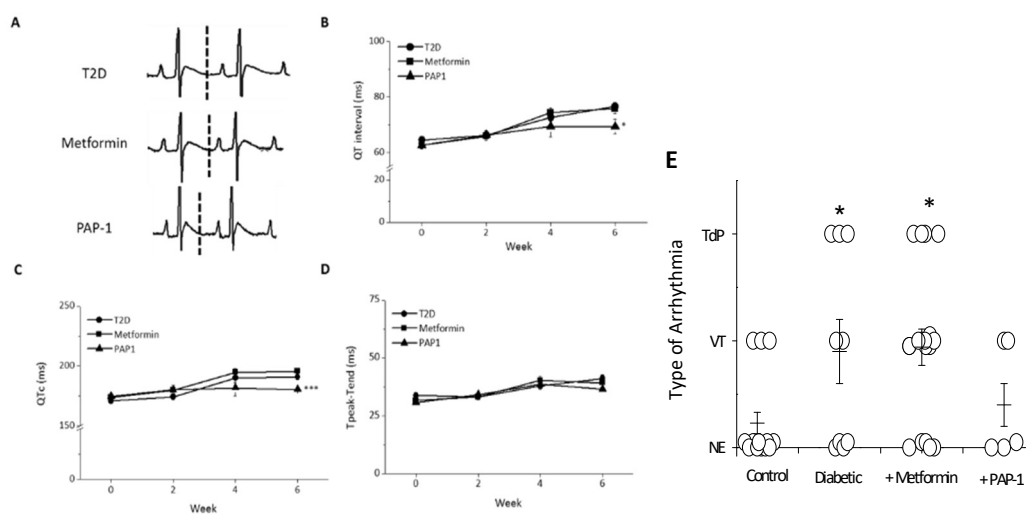 A
T2D
Metformin
PAP-1
B
100
80
60
20
0
QT interval (ms)
T2D
Metformin
PAP1
*
0 2 4 6
Week
C
250
200
150
0
QTc (ms)
T2D
Metformin
PAP1
***
0 2 4 6
Week
D
75
50
25
0
Tpeak-Tend (ms)
T2D
Metformin
PAP1
0 2 4 6
Week
E
Type of Arrhythmia
TdP
VT
NE
* *
Control Diabetic + Metformin + PAP-1